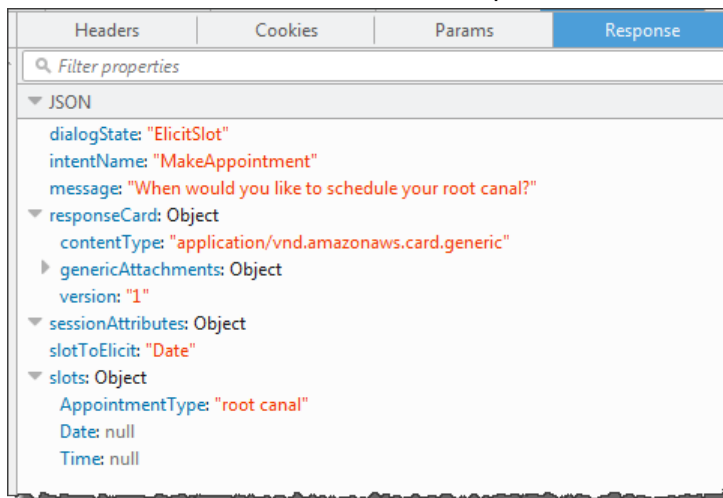 Headers Cookies Params Response
Filter properties
JSON
dialogState: "ElicitSlot"
intentName: "MakeAppointment"
message: "When would you like to schedule your root canal?"
responseCard: Object
contentType: "application/vnd.amazonaws.card.generic"
genericAttachments: Object
version: "1"
sessionAttributes: Object
slotToElicit: "Date"
slots: Object
AppointmentType: "root canal"
Date: null
Time: null